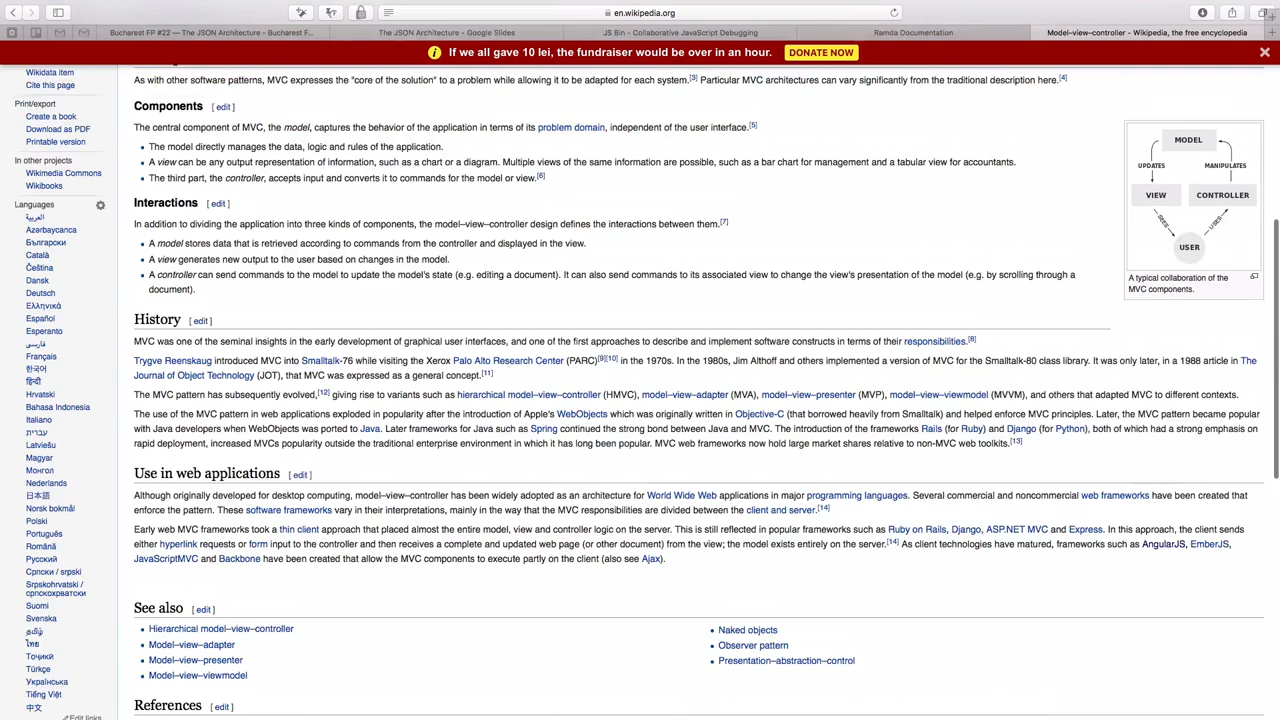 en.wikipedia.org
Bucharest FP #22 — The JSON Architecture - Bucharest F...
The JSON Architecture - Google Slides
JS Bin - Collaborative JavaScript Debugging
Ramda Documentation
Model–view–controller - Wikipedia, the free encyclopedia
If we all gave 10 lei, the fundraiser would be over in an hour. DONATE NOW
Wikidata item
Cite this page
Print/export
Create a book
Download as PDF
Printable version
In other projects
Wikimedia Commons
Wikibooks
Languages
العربية
Azərbaycanca
Български
Català
Čeština
Dansk
Deutsch
Ελληνικά
Español
Esperanto
فارسی
Français
한국어
हिन्दी
Hrvatski
Bahasa Indonesia
Italiano
עברית
Latviešu
Magyar
Монгол
Nederlands
日本語
Norsk bokmål
Polski
Português
Română
Русский
Српски / srpski
Srpskohrvatski /
српскохрватски
Suomi
Svenska
தமிழ்
ไทย
Тоҷикӣ
Türkçe
Українська
Tiếng Việt
中文
Edit links
As with other software patterns, MVC expresses the "core of the solution" to a problem while allowing it to be adapted for each system.[3] Particular MVC architectures can vary significantly from the traditional description here.[4]
Components [ edit ]
The central component of MVC, the model, captures the behavior of the application in terms of its problem domain, independent of the user interface.[5]
• The model directly manages the data, logic and rules of the application.
• A view can be any output representation of information, such as a chart or a diagram. Multiple views of the same information are possible, such as a bar chart for management and a tabular view for accountants.
• The third part, the controller, accepts input and converts it to commands for the model or view.[6]
Interactions [ edit ]
In addition to dividing the application into three kinds of components, the model–view–controller design defines the interactions between them.[7]
• A model stores data that is retrieved according to commands from the controller and displayed in the view.
• A view generates new output to the user based on changes in the model.
• A controller can send commands to the model to update the model's state (e.g. editing a document). It can also send commands to its associated view to change the view's presentation of the model (e.g. by scrolling through a
document).
MODEL
UPDATES MANIPULATES
VIEW CONTROLLER
SEES USES
USER
A typical collaboration of the
MVC components.
History [ edit ]
MVC was one of the seminal insights in the early development of graphical user interfaces, and one of the first approaches to describe and implement software constructs in terms of their responsibilities.[8]
Trygve Reenskaug introduced MVC into Smalltalk-76 while visiting the Xerox Palo Alto Research Center (PARC)[9][10] in the 1970s. In the 1980s, Jim Althoff and others implemented a version of MVC for the Smalltalk-80 class library. It was only later, in a 1988 article in The
Journal of Object Technology (JOT), that MVC was expressed as a general concept.[11]
The MVC pattern has subsequently evolved,[12] giving rise to variants such as hierarchical model–view–controller (HMVC), model–view–adapter (MVA), model–view–presenter (MVP), model–view–viewmodel (MVVM), and others that adapted MVC to different contexts.
The use of the MVC pattern in web applications exploded in popularity after the introduction of Apple's WebObjects which was originally written in Objective-C (that borrowed heavily from Smalltalk) and helped enforce MVC principles. Later, the MVC pattern became popular
with Java developers when WebObjects was ported to Java. Later frameworks for Java such as Spring continued the strong bond between Java and MVC. The introduction of the frameworks Rails (for Ruby) and Django (for Python), both of which had a strong emphasis on
rapid deployment, increased MVCs popularity outside the traditional enterprise environment in which it has long been popular. MVC web frameworks now hold large market shares relative to non-MVC web toolkits.[13]
Use in web applications [ edit ]
Although originally developed for desktop computing, model–view–controller has been widely adopted as an architecture for World Wide Web applications in major programming languages. Several commercial and noncommercial web frameworks have been created that
enforce the pattern. These software frameworks vary in their interpretations, mainly in the way that the MVC responsibilities are divided between the client and server.[14]
Early web MVC frameworks took a thin client approach that placed almost the entire model, view and controller logic on the server. This is still reflected in popular frameworks such as Ruby on Rails, Django, ASP.NET MVC and Express. In this approach, the client sends
either hyperlink requests or form input to the controller and then receives a complete and updated web page (or other document) from the view; the model exists entirely on the server.[14] As client technologies have matured, frameworks such as AngularJS, EmberJS,
JavaScriptMVC and Backbone have been created that allow the MVC components to execute partly on the client (also see Ajax).
See also [ edit ]
• Hierarchical model–view–controller
• Model–view–adapter
• Model–view–presenter
• Model–view–viewmodel
• Naked objects
• Observer pattern
• Presentation–abstraction–control
References [ edit ]